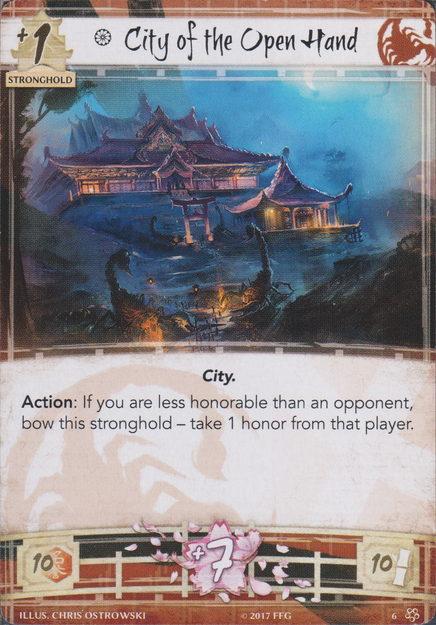 +1
City of the Open Hand
STRONGHOLD
City.
Action: If you are less honorable than an opponent,
bow this stronghold – take 1 honor from that player.
10
+7
10
ILLUS. CHRIS OSTROWSKI
© 2017 FFG
6